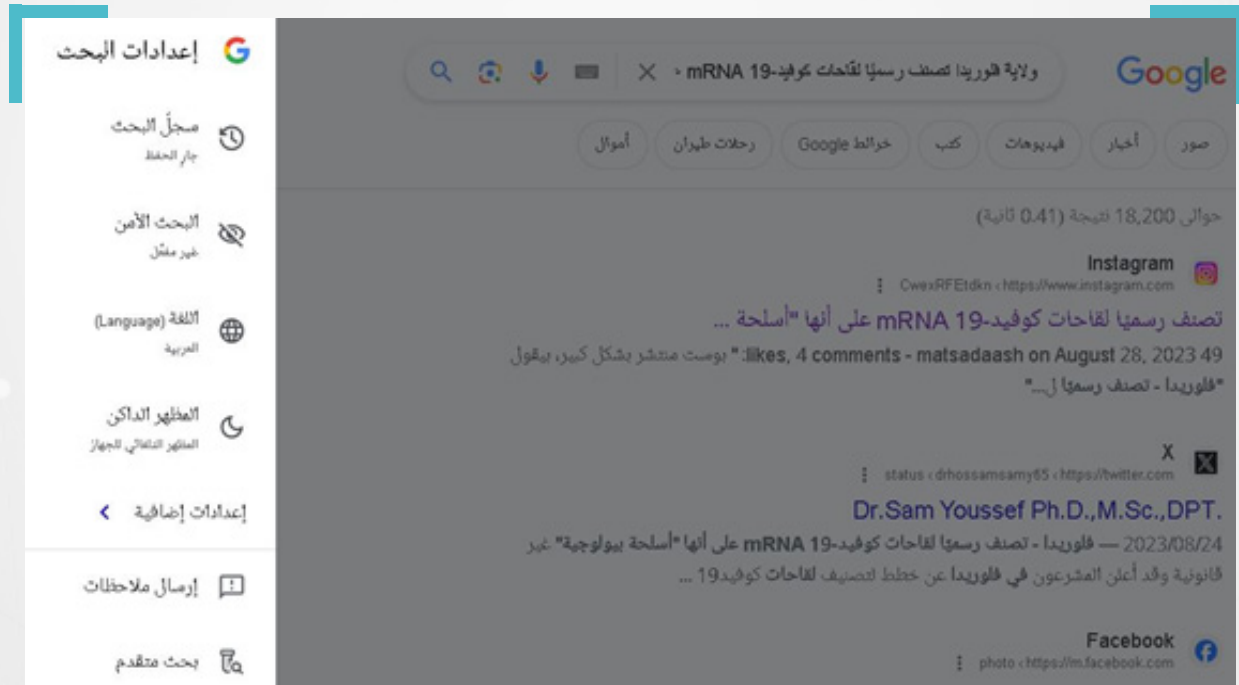 Google
ولاية فلوريدا تصنف رسميًا لقاحات كوفيد-19 mRNA
صور أخبار فيديوهات كتب خرائط Google رحلات طيران أموال
حوالى 18,200 نتيجة (0.41 ثانية)
Instagram
https://www.instagram.com › CwexRFEtdkn
تصنف رسميًا لقاحات كوفيد-19 mRNA على أنها "أسلحة ...
49 likes, 4 comments - matsadaash on August 28, 2023: " بوست منتشر بشكل كبير، بيقول
"فلوريدا - تصنف رسميًا ل...."
X
https://twitter.com › drhossamsamy65 › status
Dr.Sam Youssef Ph.D.,M.Sc.,DPT.
2023/08/24 — فلوريدا - تصنف رسميًا لقاحات كوفيد-19 mRNA على أنها "أسلحة بيولوجية" غير
قانونية وقد أعلن المشرعون في فلوريدا عن خطط لتصنيف لقاحات كوفيد19 ...
Facebook
https://m.facebook.com › photo
إعدادات البحث
سجلّ البحث
جارٍ الحفظ
البحث الآمن
غير مفعّل
اللغة (Language)
العربية
المظهر الداكن
المظهر التلقائي للجهاز
إعدادات إضافية
إرسال ملاحظات
بحث متقدم